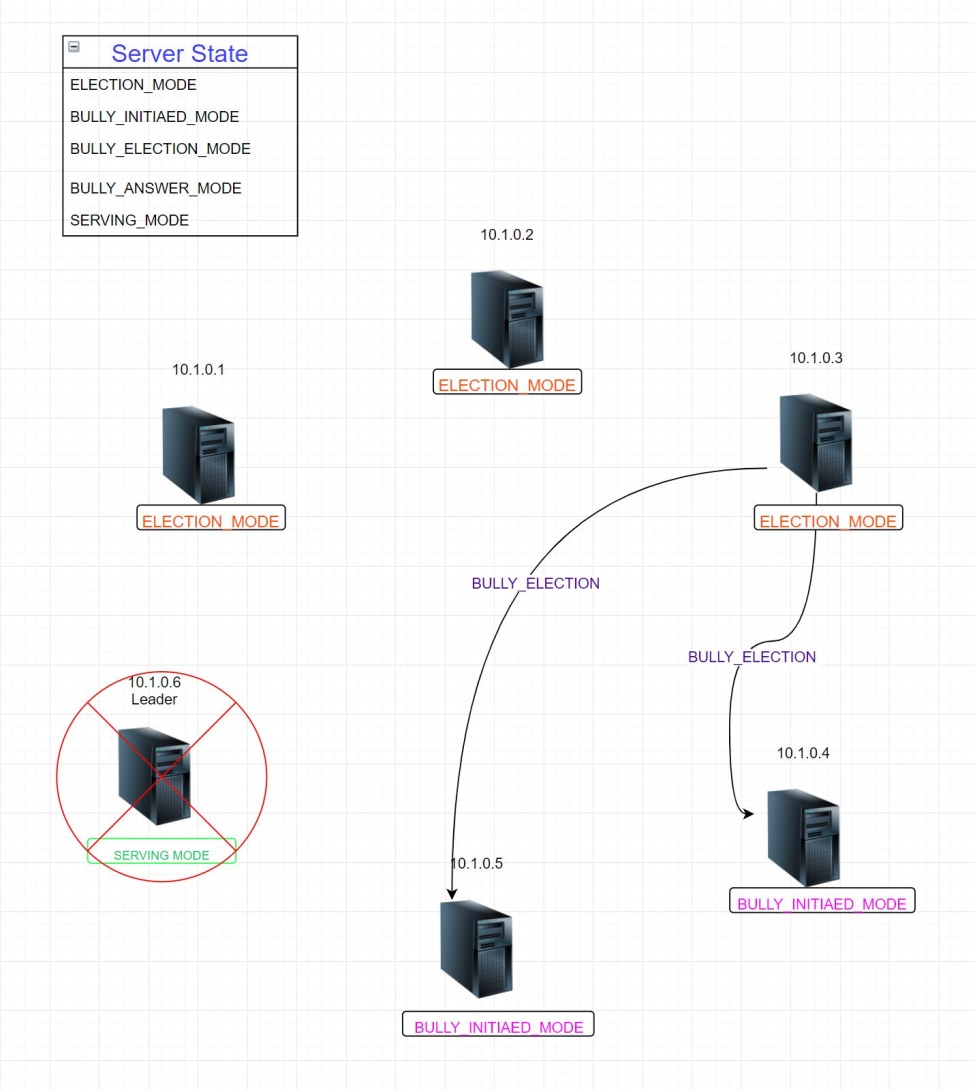 Server State
ELECTION_MODE
BULLY_INITIAED_MODE
BULLY_ELECTION_MODE
BULLY_ANSWER_MODE
SERVING_MODE
10.1.0.2
ELECTION_MODE
10.1.0.3
ELECTION_MODE
10.1.0.1
ELECTION_MODE
BULLY_ELECTION
BULLY_ELECTION
10.1.0.6
Leader
SERVING MODE
10.1.0.4
BULLY_INITIAED_MODE
10.1.0.5
BULLY_INITIAED_MODE